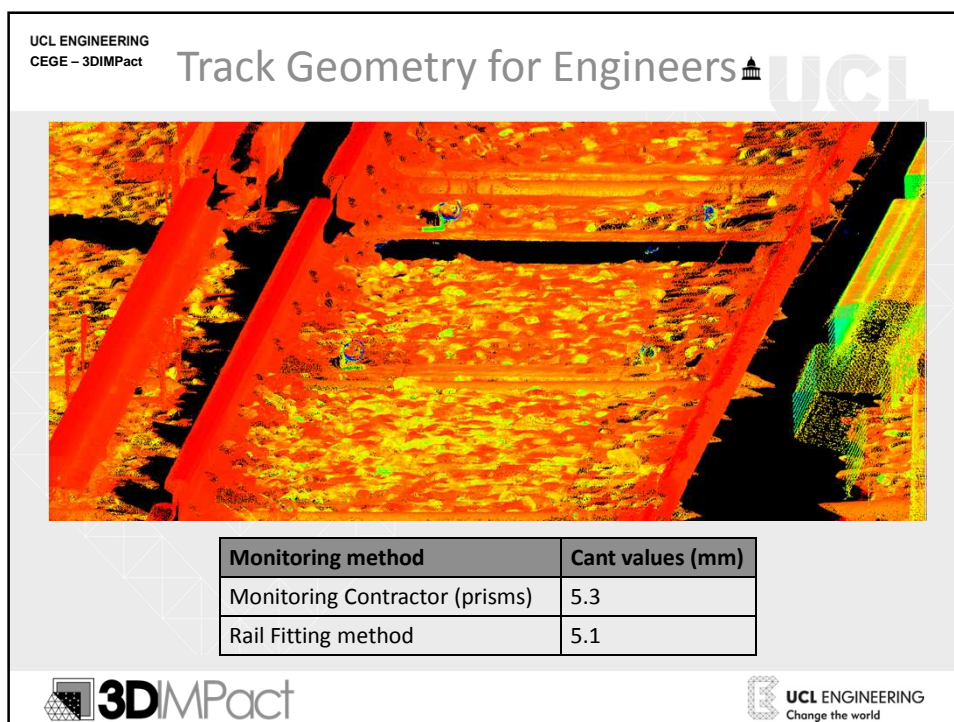 UCL ENGINEERING
CEGE – 3DIMPact
Track Geometry for Engineers
UCL
Monitoring method Cant values (mm)
Monitoring Contractor (prisms) 5.3
Rail Fitting method 5.1
3DIMPact
UCL ENGINEERING
Change the world